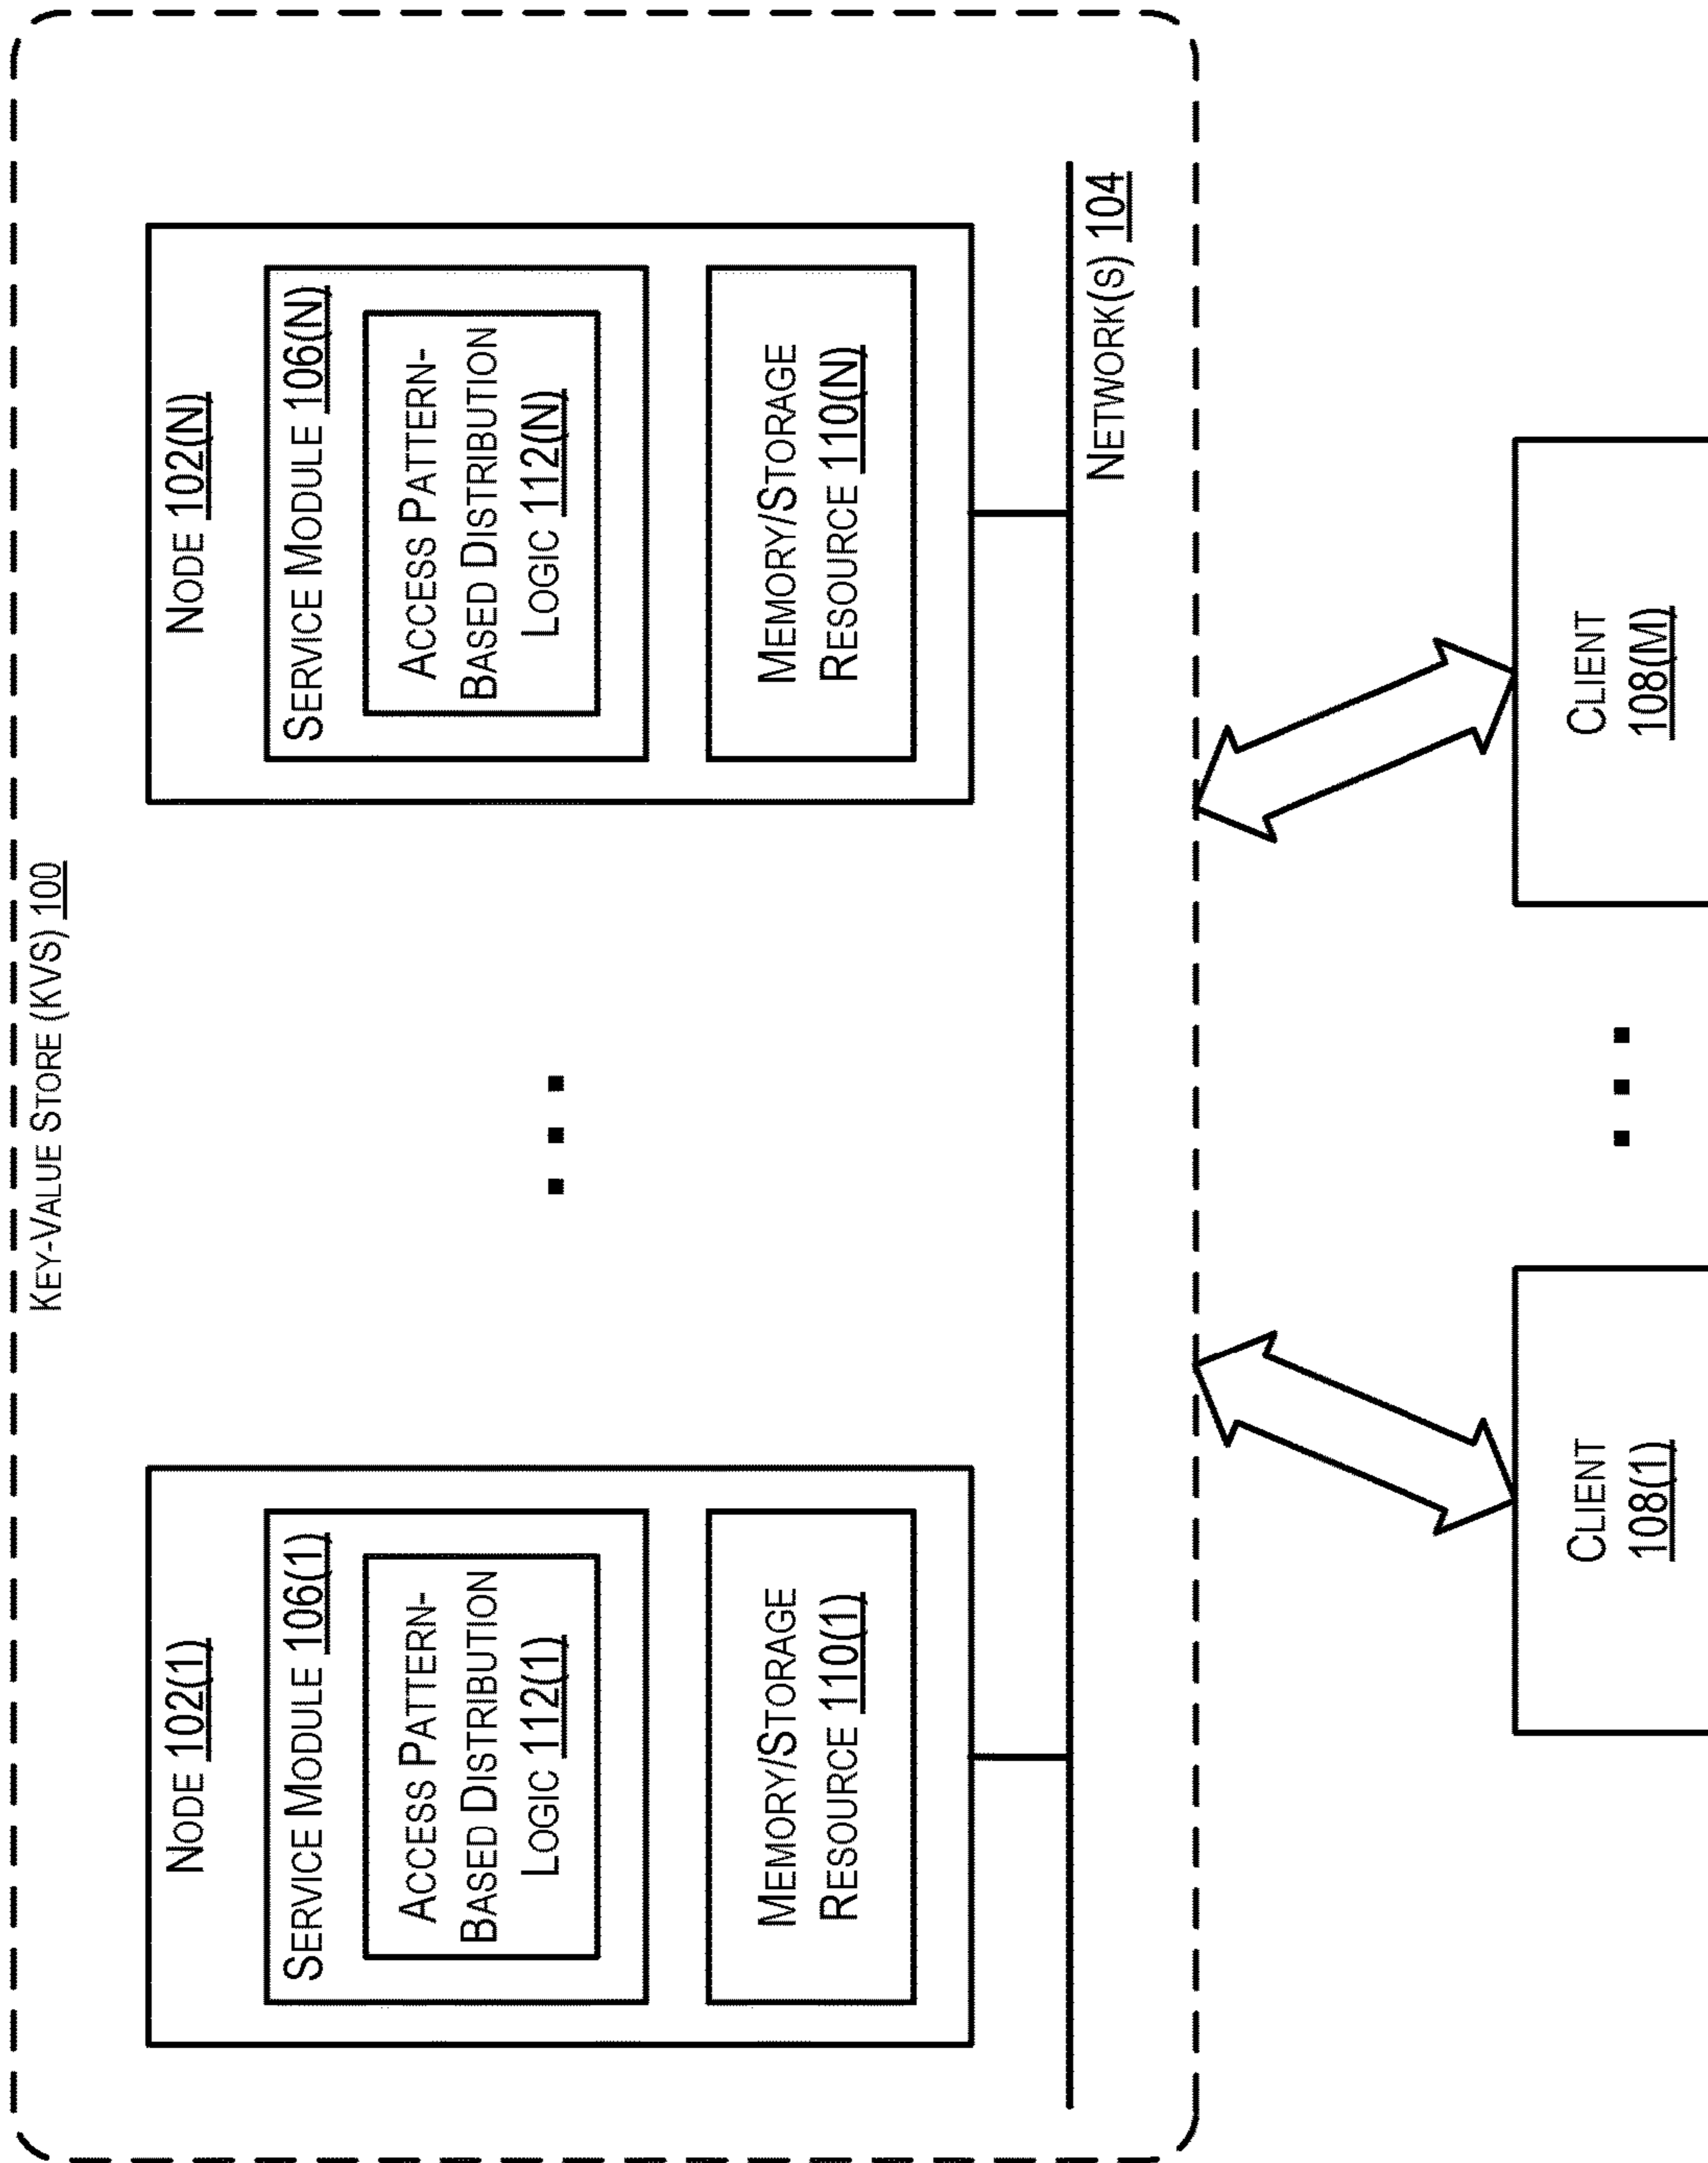 KEY-VALUE STORE (KVS) 100
NODE 102(1)
SERVICE MODULE 106(1)
ACCESS PATTERN-
BASED DISTRIBUTION
LOGIC 112(1)
MEMORY/STORAGE
RESOURCE 110(1)
NODE 102(N)
SERVICE MODULE 106(N)
ACCESS PATTERN-
BASED DISTRIBUTION
LOGIC 112(N)
MEMORY/STORAGE
RESOURCE 110(N)
NETWORK(S) 104
CLIENT
108(1)
CLIENT
108(M)